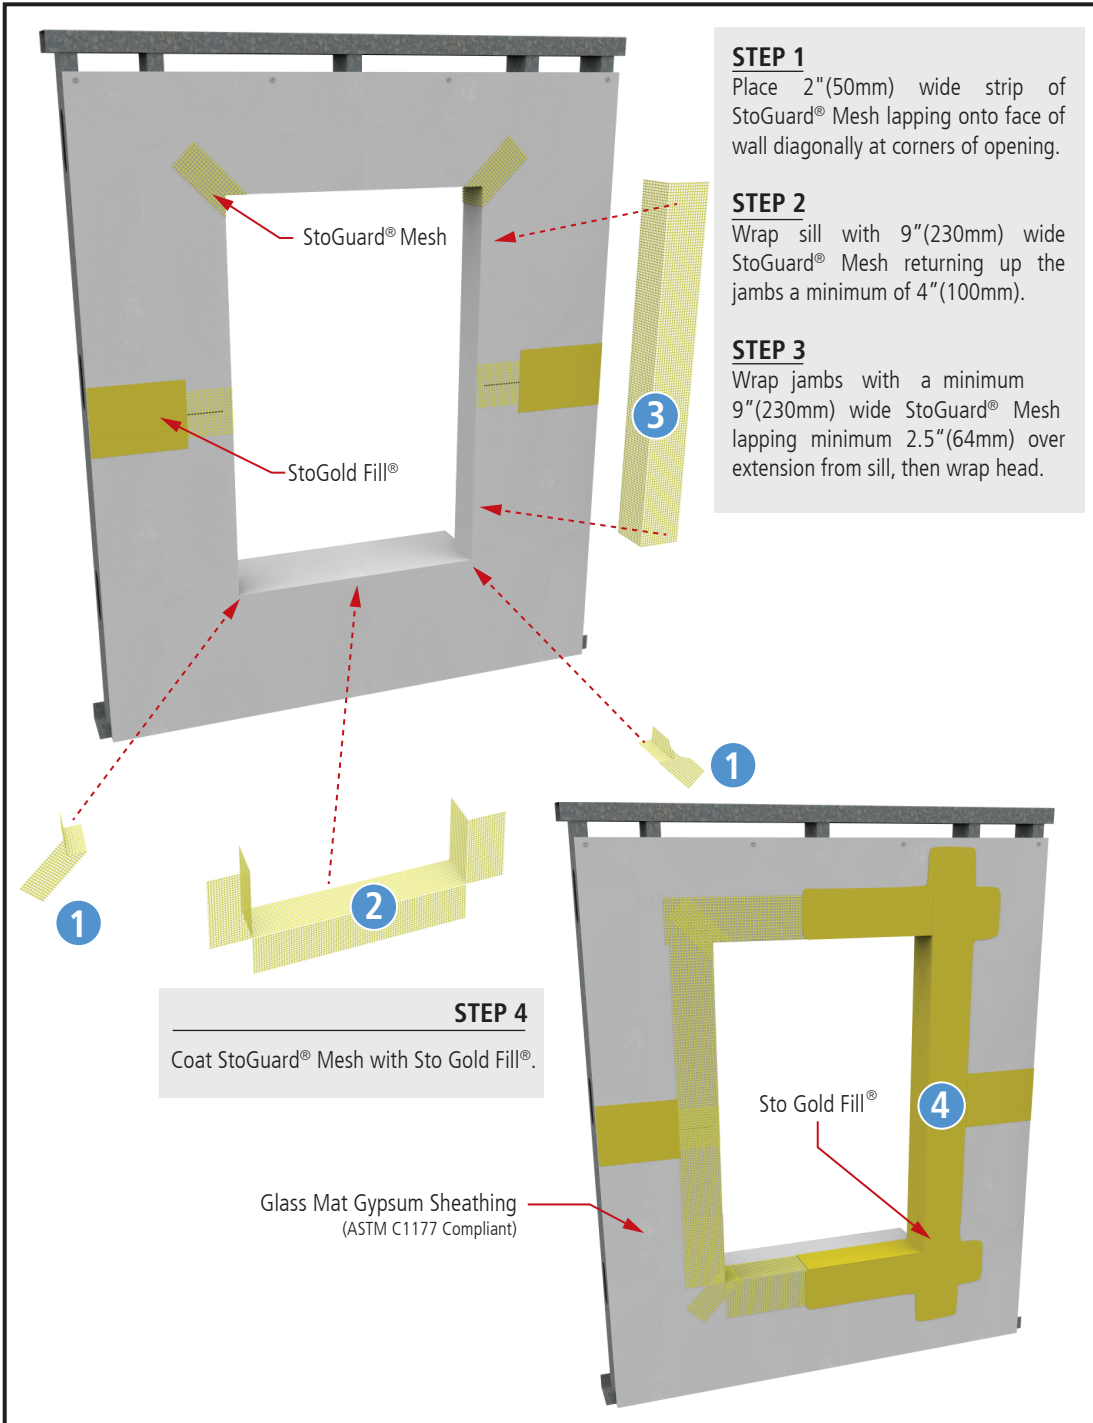 STEP 1
Place 2"(50mm) wide strip of
StoGuard® Mesh lapping onto face of
wall diagonally at corners of opening.
STEP 2
Wrap sill with 9”(230mm) wide
StoGuard® Mesh returning up the
jambs a minimum of 4”(100mm).
STEP 3
Wrap jambs with a minimum
9”(230mm) wide StoGuard® Mesh
lapping minimum 2.5”(64mm) over
extension from sill, then wrap head.
StoGuard® Mesh
3
StoGold Fill®
1
1
2
STEP 4
Coat StoGuard® Mesh with Sto Gold Fill®.
Sto Gold Fill®
4
Glass Mat Gypsum Sheathing
(ASTM C1177 Compliant)